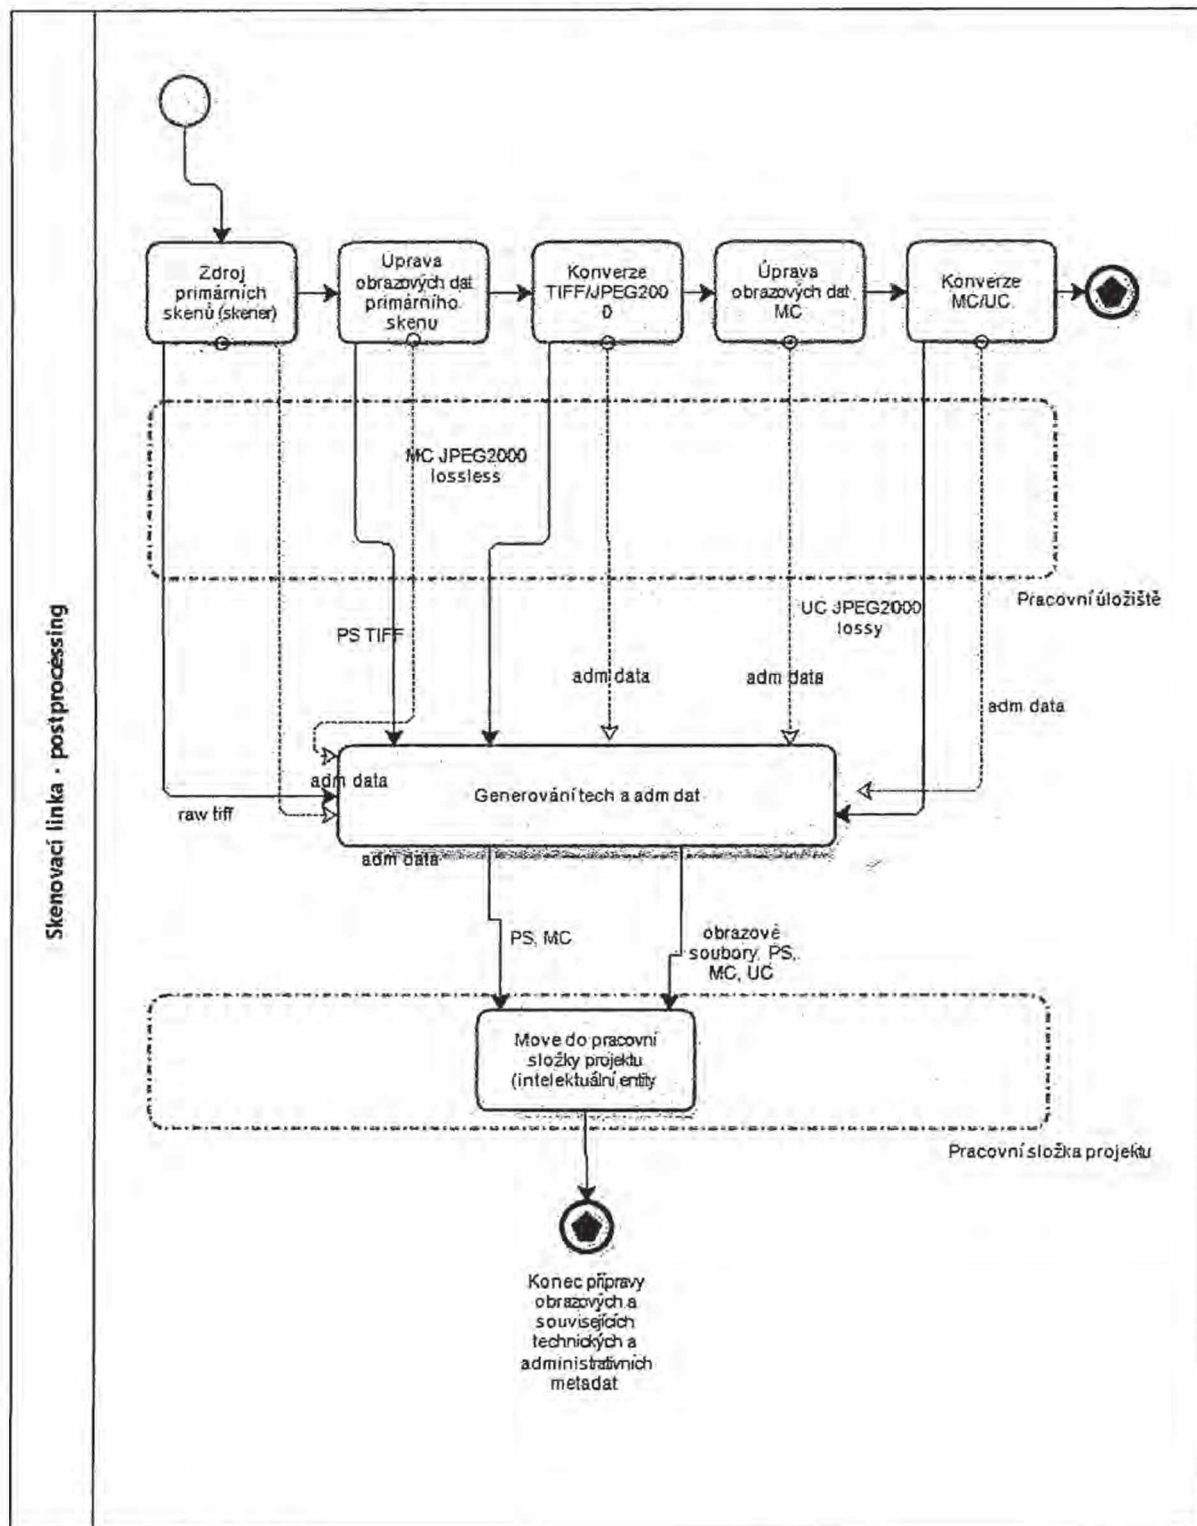 Skenovací linka - postprocessing
Zdroj
primárních
skenů (skener)
Úprava
obrazových dat
primárního
skenu
Konverze
TIFF/JPEG200
0
Úprava
obrazových dat
MC
Konverze
MC/UC
MC JPEG2000
lossless
Pracovní úložiště
PS TIFF
UC JPEG2000
lossy
adm data
adm data
adm data
adm data
raw tiff
Generování tech a adm dat
adm data
PS, MC
obrazové
soubory, PS,
MC, UC
Move do pracovní
složky projektu
(intelektuální entity
Pracovní složka projektu
Konec přípravy
obrazových a
souvisejících
technických a
administrativních
metadat